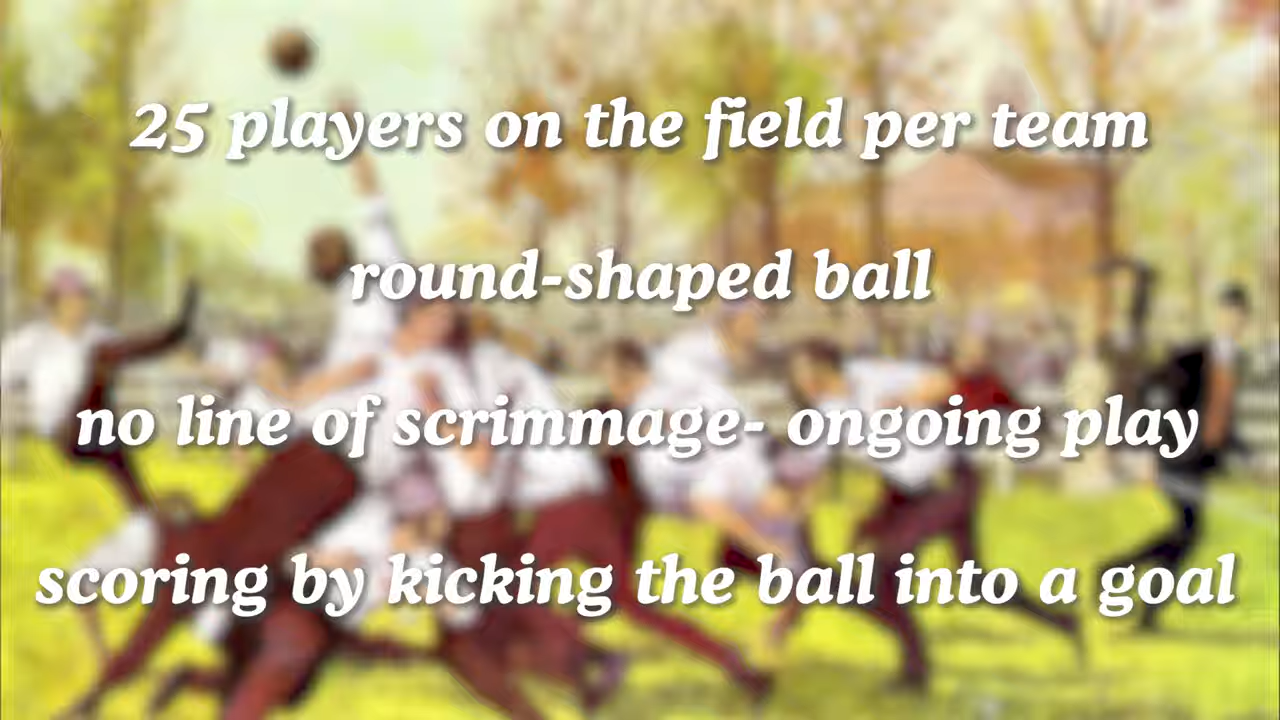 25 players on the field per team
round-shaped ball
no line of scrimmage- ongoing play
scoring by kicking the ball into a goal